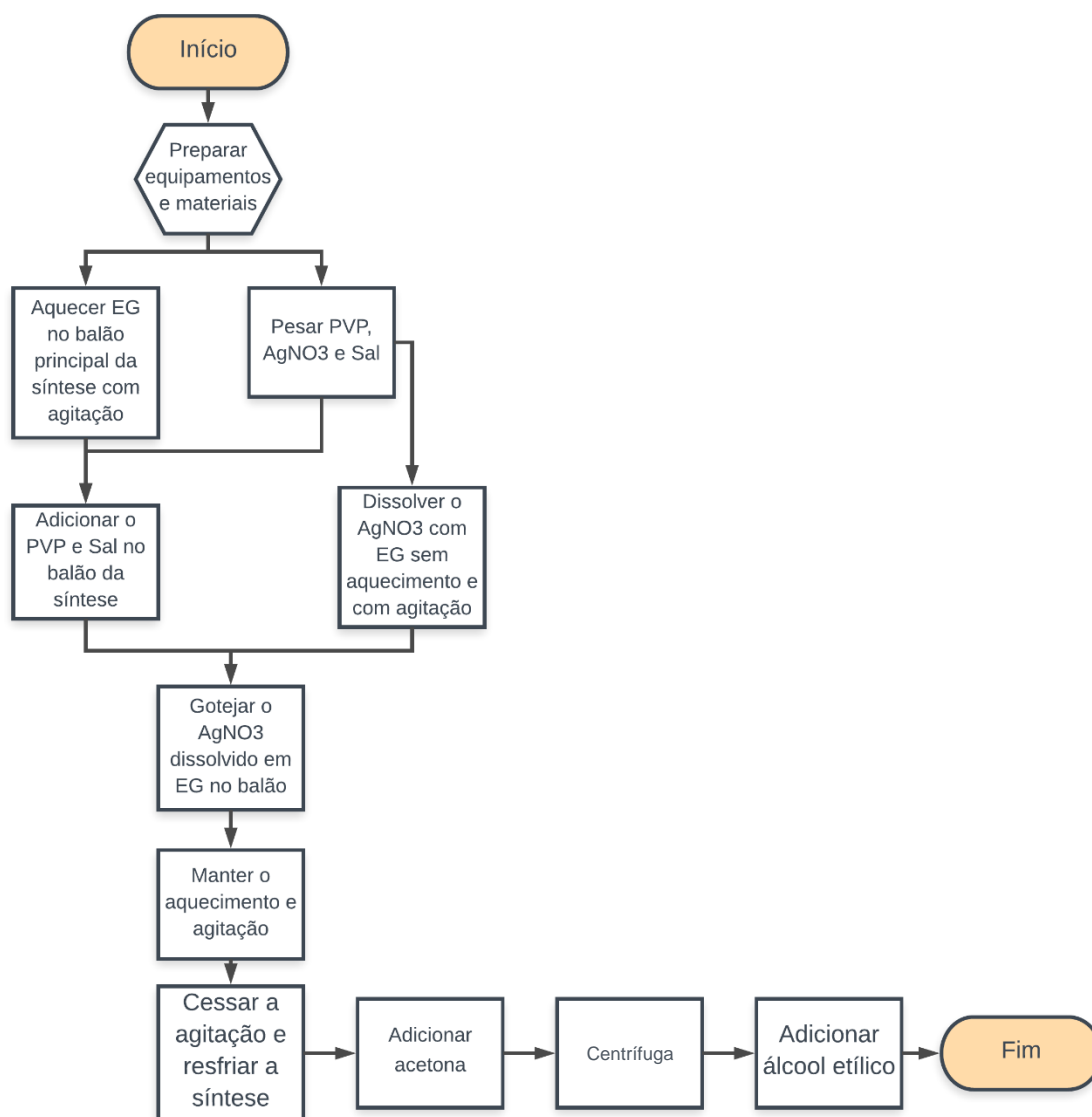 Início
Preparar
equipamentos
e materiais
Aquecer EG
no balão
principal da
síntese com
agitação
Pesar PVP,
AgNO3 e Sal
Adicionar o
PVP e Sal no
balão da
síntese
Dissolver o
AgNO3 com
EG sem
aquecimento e
com agitação
Gotejar o
AgNO3
dissolvido em
EG no balão
Manter o
aquecimento e
agitação
Cessar a
agitação e
resfriar a
síntese
Adicionar
acetona
Centrífuga
Adicionar
álcool etílico
Fim